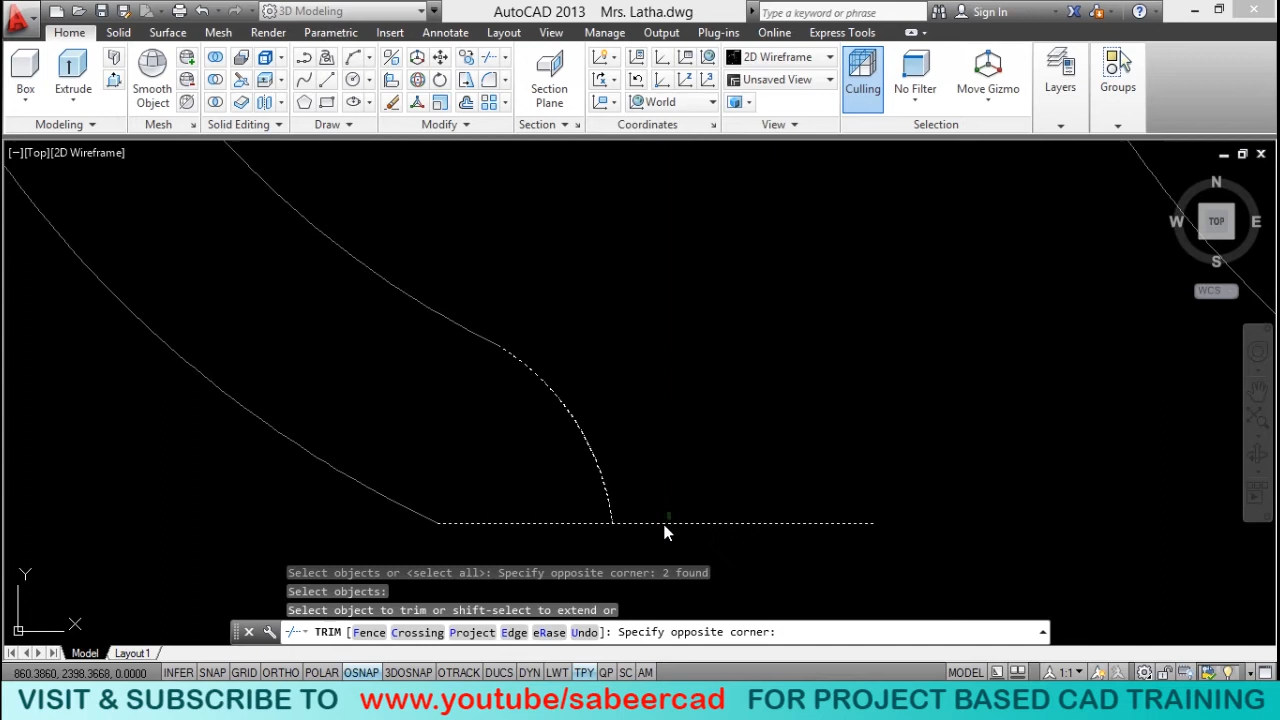 AutoCAD 2013 Mrs. Latha.dwg
3D Modeling
Type a keyword or phrase
Sign In
Home Solid Surface Mesh Render Parametric Insert Annotate Layout View Manage Output Plug-ins Online Express Tools
Box
Extrude
Smooth Object
Section Plane
World
2D Wireframe
Unsaved View
Culling
No Filter
Move Gizmo
Layers
Groups
Modeling Mesh Solid Editing Draw Modify Section Coordinates View Selection
[−][Top][2D Wireframe]
N
W TOP E
S
WCS
Y
X
Select objects or <select all>: Specify opposite corner: 2 found
Select objects:
Select object to trim or shift-select to extend or
TRIM [Fence Crossing Project Edge eRase Undo]: Specify opposite corner:
Model Layout1
860.3860, 2398.3668, 0.0000 INFER SNAP GRID ORTHO POLAR OSNAP 3DOSNAP OTRACK DUCS DYN LWT TPY QP SC AM MODEL 1:1
VISIT & SUBSCRIBE TO www.youtube/sabeercad FOR PROJECT BASED CAD TRAINING